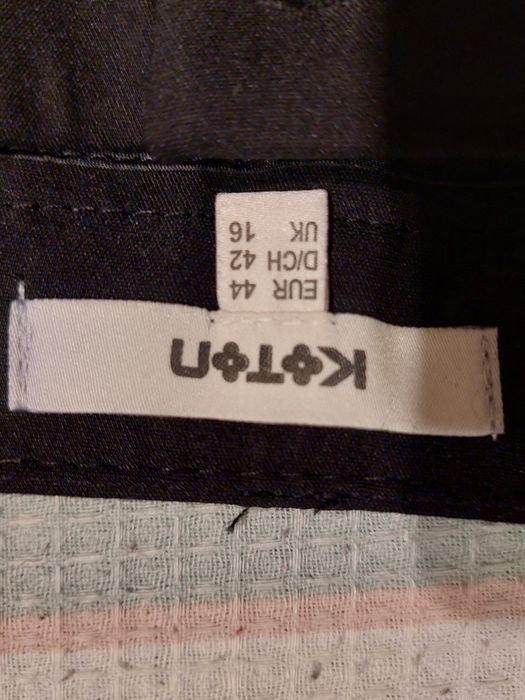 KOTON
EUR 44
D/CH 42
UK 16